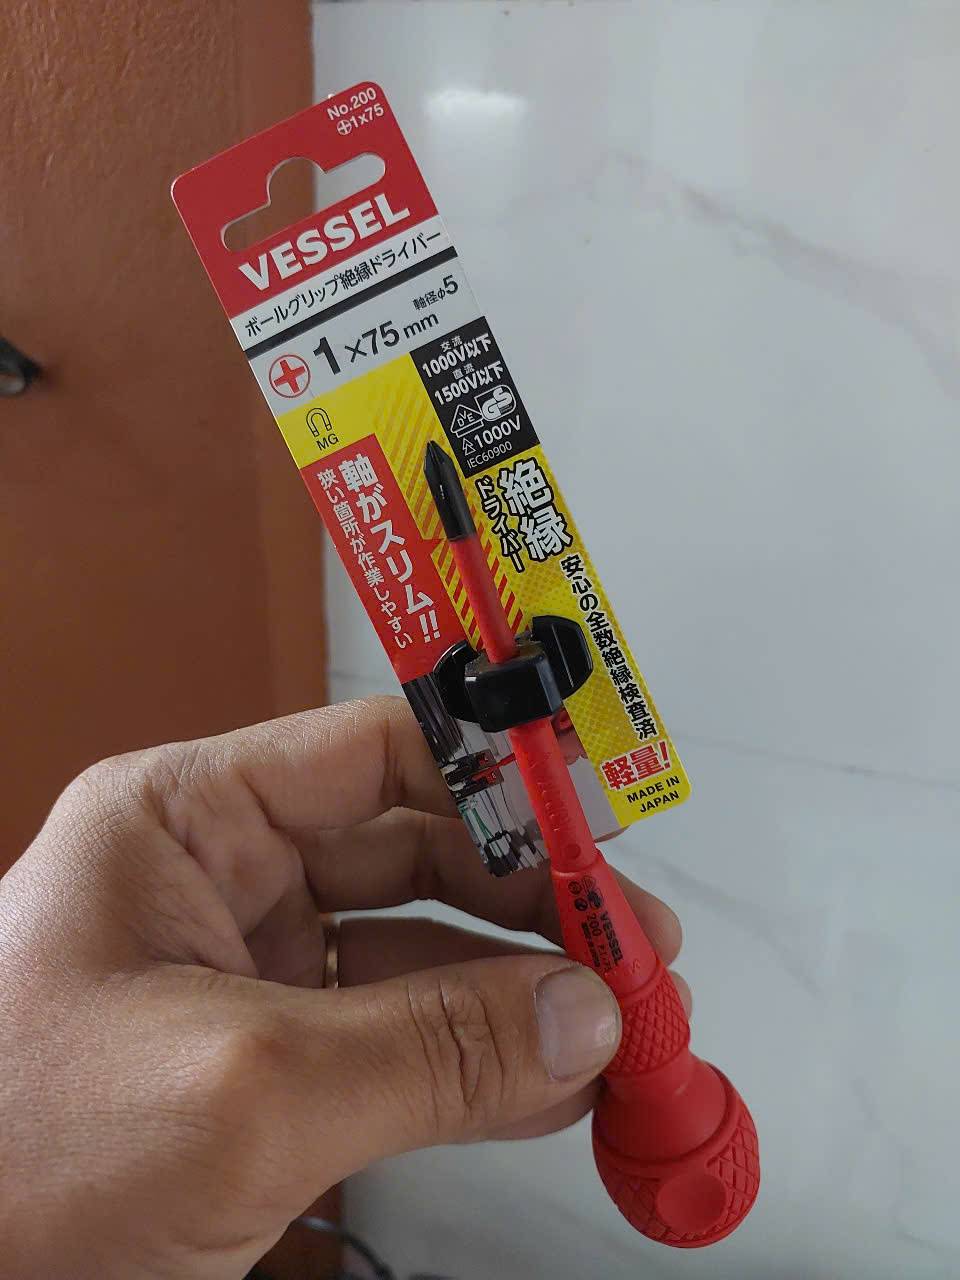 No.200
⊕1x75
VESSEL
ボールグリップ絶縁ドライバー
軸径φ5
1×75mm
交流
1000V以下
直流
1500V以下
DVE GS
1000V
IEC60900
MG
軸がスリム!!
狭い箇所が作業しやすい
絶縁
ドライバー
安心の全数絶縁検査済
軽量!
MADE IN
JAPAN
VESSEL
200